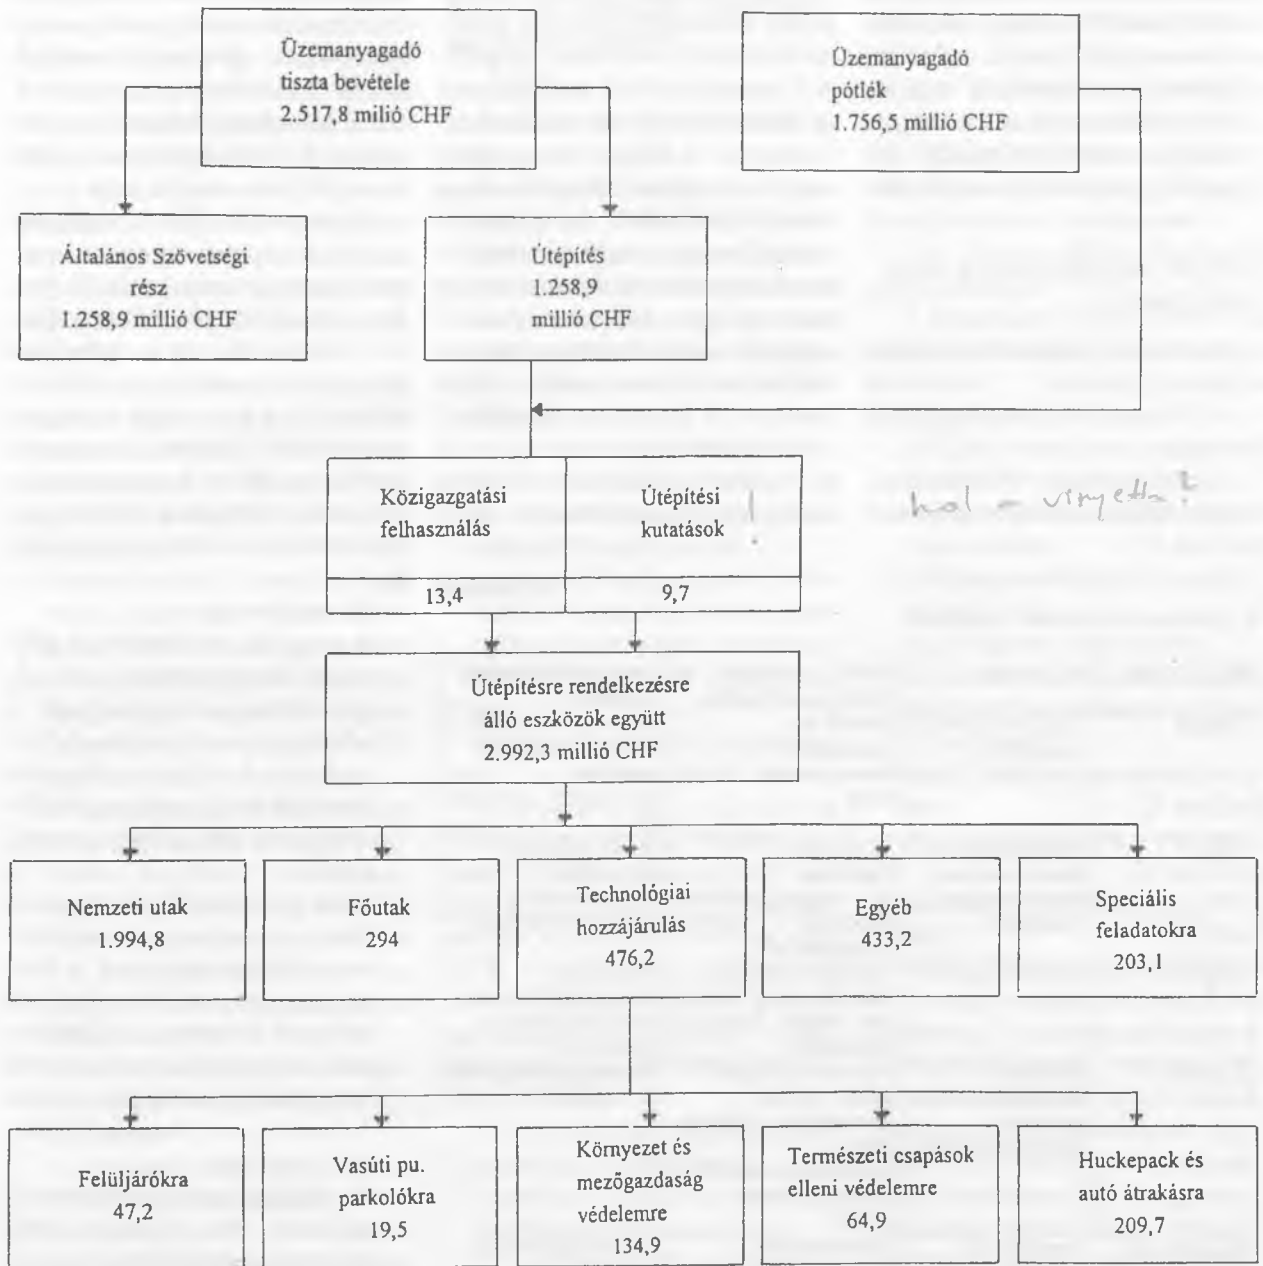 Üzemanyagadó
tiszta bevétele
2.517,8 milió CHF
Üzemanyagadó
pótlék
1.756,5 millió CHF
Általános Szövetségi
rész
1.258,9 millió CHF
Útépítés
1.258,9
millió CHF
Közigazgatási
felhasználás
13,4
Útépítési
kutatások !
9,7
hol a
Útépítésre rendelkezésre
álló eszközök együtt
2.992,3 millió CHF
Nemzeti utak
1.994,8
Főutak
294
Technológiai
hozzájárulás
476,2
Egyéb
433,2
Speciális
feladatokra
203,1
Felüljárókra
47,2
Vasúti pu.
parkolókra
19,5
Környezet és
mezőgazdaság
védelemre
134,9
Természeti csapások
elleni védelemre
64,9
Huckepack és
autó átrakásra
209,7